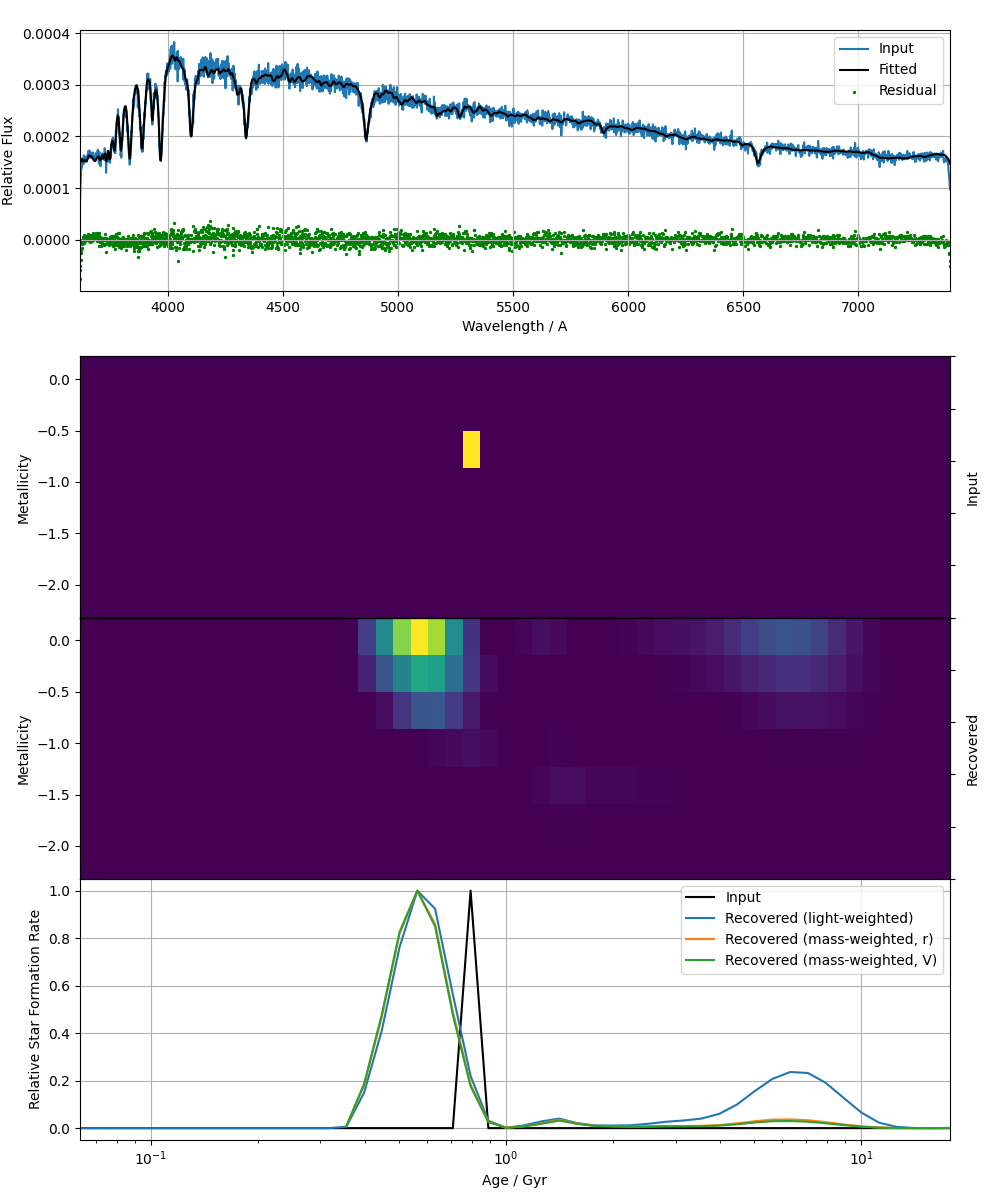 0.0004
0.0003
0.0002
0.0001
0.0000
Relative Flux
Input
Fitted
Residual
4000
4500
5000
5500
6000
6500
7000
Wavelength / A
0.0
−0.5
−1.0
−1.5
−2.0
Metallicity
Input
0.0
−0.5
−1.0
−1.5
−2.0
Metallicity
Recovered
1.0
0.8
0.6
0.4
0.2
0.0
Relative Star Formation Rate
Input
Recovered (light-weighted)
Recovered (mass-weighted, r)
Recovered (mass-weighted, V)
10⁻¹
10⁰
10¹
Age / Gyr